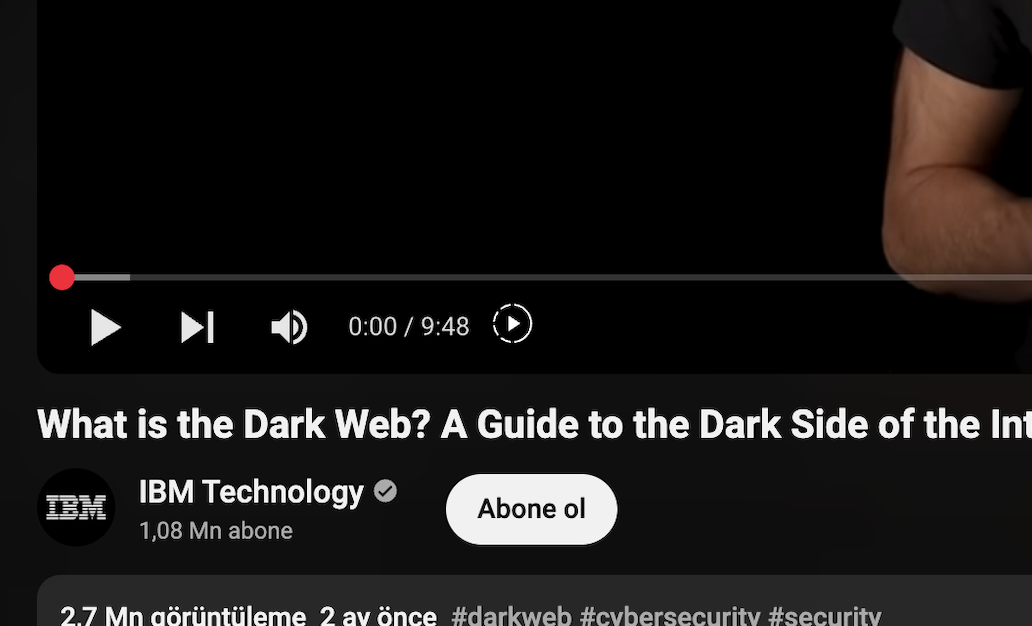 0:00 / 9:48
What is the Dark Web? A Guide to the Dark Side of the
IBM
IBM Technology
1,08 Mn abone
Abone ol
2,7 Mn görüntüleme 2 ay önce #darkweb #cybersecurity #security